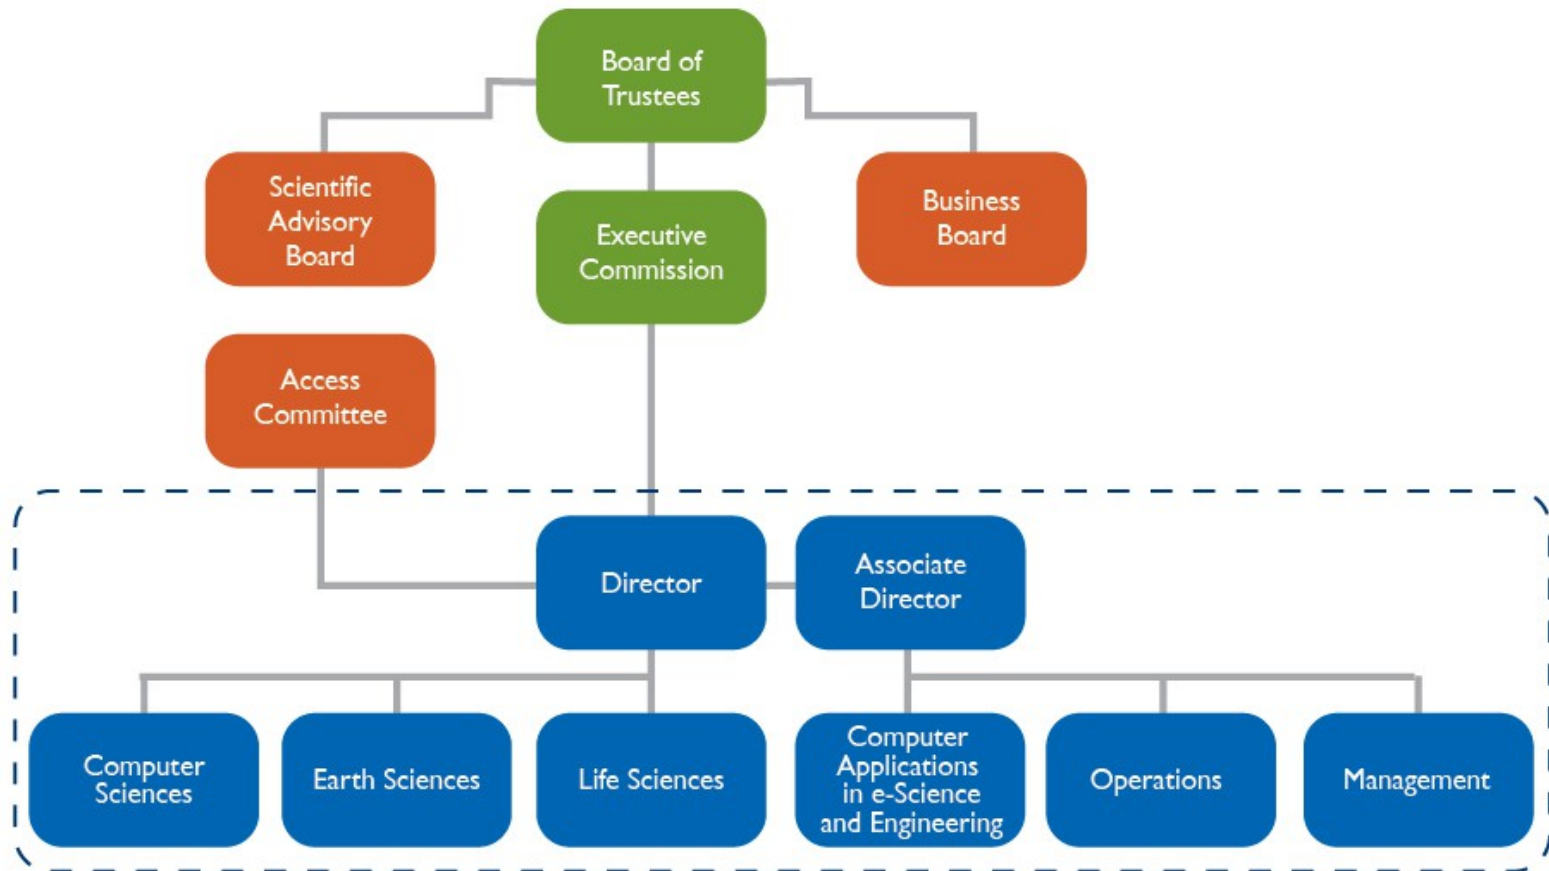 Board of
Trustees
Scientific
Advisory
Board
Executive
Commission
Business
Board
Access
Committee
Director
Associate
Director
Computer
Sciences
Earth Sciences
Life Sciences
Computer
Applications
in e-Science
and Engineering
Operations
Management